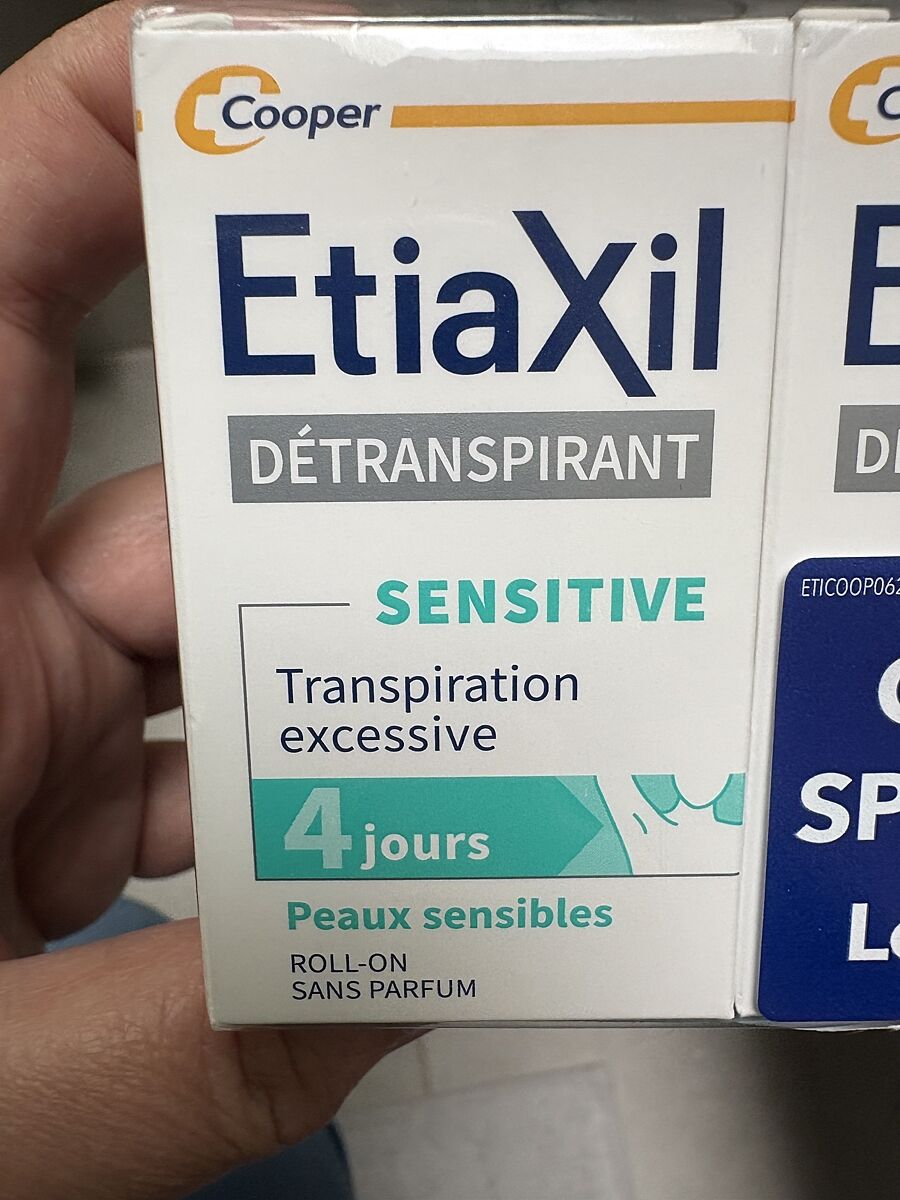 Cooper
EtiaXil
DÉTRANSPIRANT
SENSITIVE
Transpiration
excessive
4 jours
Peaux sensibles
ROLL-ON
SANS PARFUM